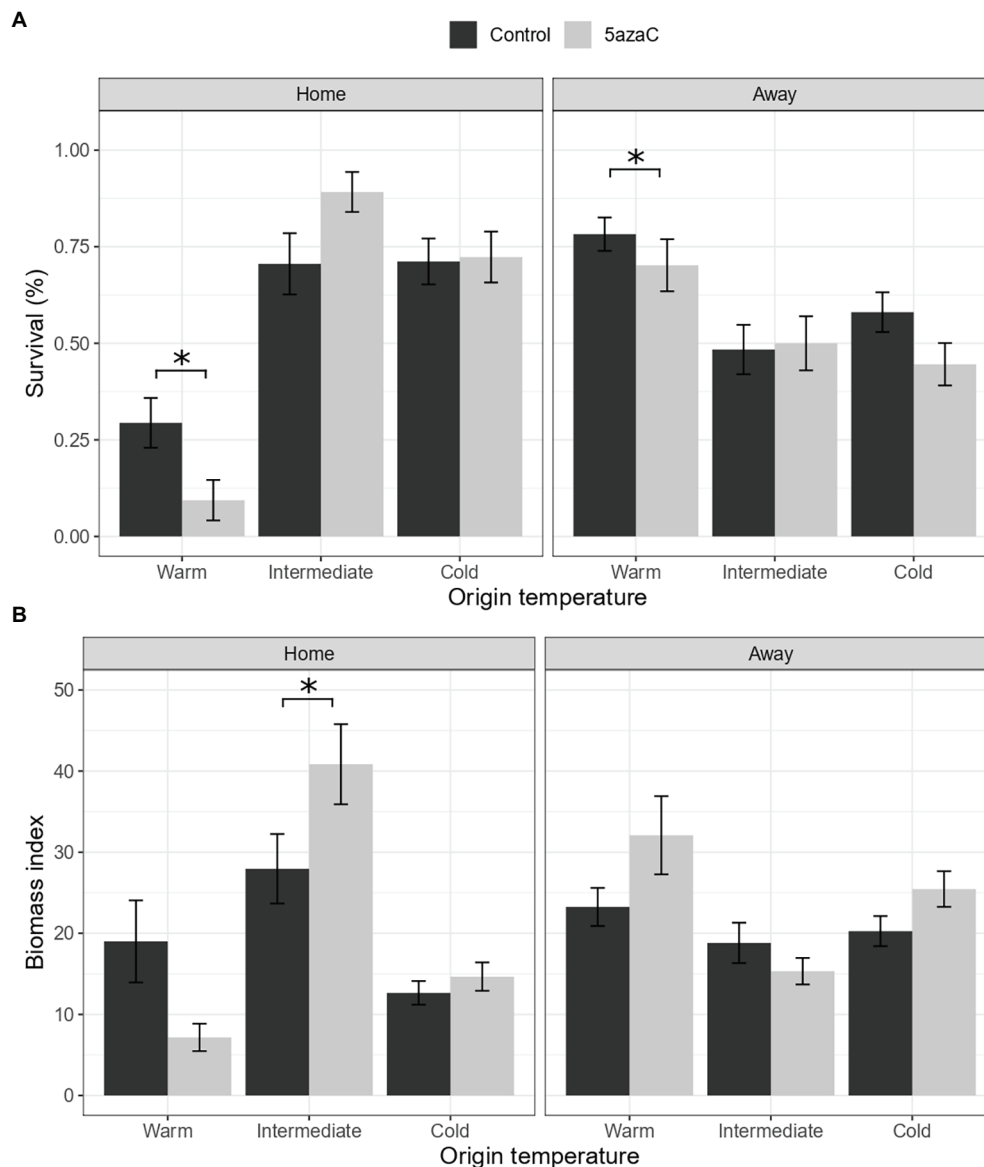 A
Control 5azaC
Home Away
1.00
0.75
0.50
0.25
0.00
Survival (%)
* *
Warm Intermediate Cold Warm Intermediate Cold
Origin temperature
B
Home Away
50
40
30
20
10
0
Biomass index
*
Warm Intermediate Cold Warm Intermediate Cold
Origin temperature